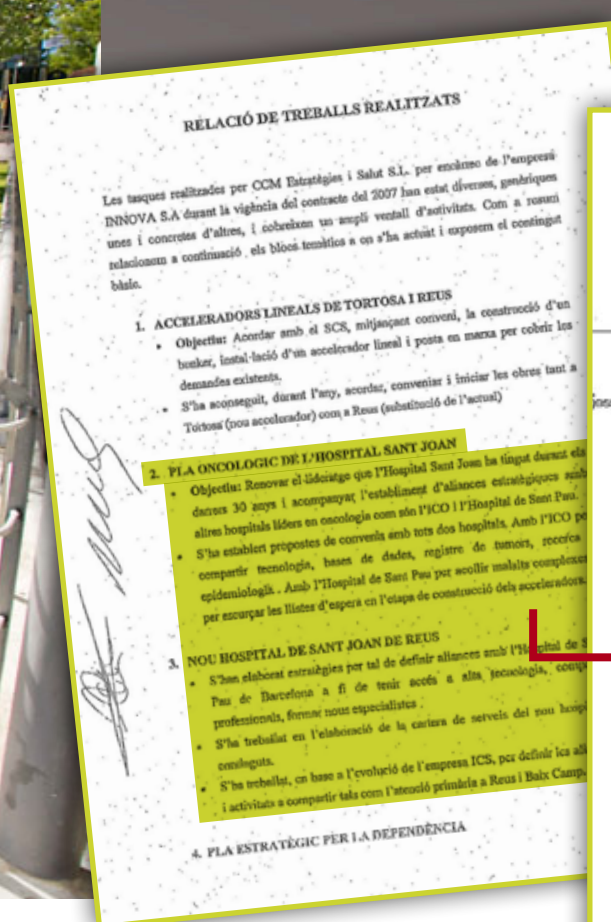 RELACIÓ DE TREBALLS REALITZATS
Les tasques realitzades per CCM Estratègies i Salut S.L. per encàrrec de l'empresa
INNOVA S.A durant la vigència del contracte del 2007 han estat diverses, genèriques
unes i concretes d'altres, i cobreixen un ampli ventall d'activitats. Com a resum
relacionem a continuació els blocs temàtics a on s'ha actuat i exposem el contingut
bàsic.
1. ACCELERADORS LINEALS DE TORTOSA I REUS
• Objectiu: Acordar amb el SCS, mitjançant conveni, la construcció d'un
bunker, instal·lació d'un accelerador lineal i posta en marxa per cobrir les
demandes existents.
• S'ha aconseguit, durant l'any, acordar, conveniar i iniciar les obres tant a
Tortosa (nou accelerador) com a Reus (substitució de l'actual)
2. PLA ONCOLOGIC DE L'HOSPITAL SANT JOAN
• Objectiu: Renovar el lideratge que l'Hospital Sant Joan ha tingut durant els
darrers 30 anys i acompanyar l'establiment d'aliances estratègiques amb
altres hospitals líders en oncologia com són l'ICO i l'Hospital de Sant Pau.
• S'ha establert propostes de convenis amb tots dos hospitals. Amb l'ICO pe
compartir tecnologia, bases de dades, registre de tumors, recerca
epidemiologia . Amb l'Hospital de Sant Pau per acollir malalts complexes
per escurçar les llistes d'espera en l'etapa de construcció dels acceleradors.
3. NOU HOSPITAL DE SANT JOAN DE REUS
• S'han elaborat estratègies per tal de definir aliances amb l'Hospital de S
Pau de Barcelona a fi de tenir accés a alta tecnologia, comp
professionals, formar nous especialistes .
• S'ha treballat en l'elaboració de la cartera de serveis del nou hospi
continguts.
• S'ha treballat, en base a l'evolució de l'empresa ICS, per definir les ali
i activitats a compartir tals com l'atenció primària a Reus i Baix Camp.
4. PLA ESTRATÈGIC PER LA DEPENDÈNCIA